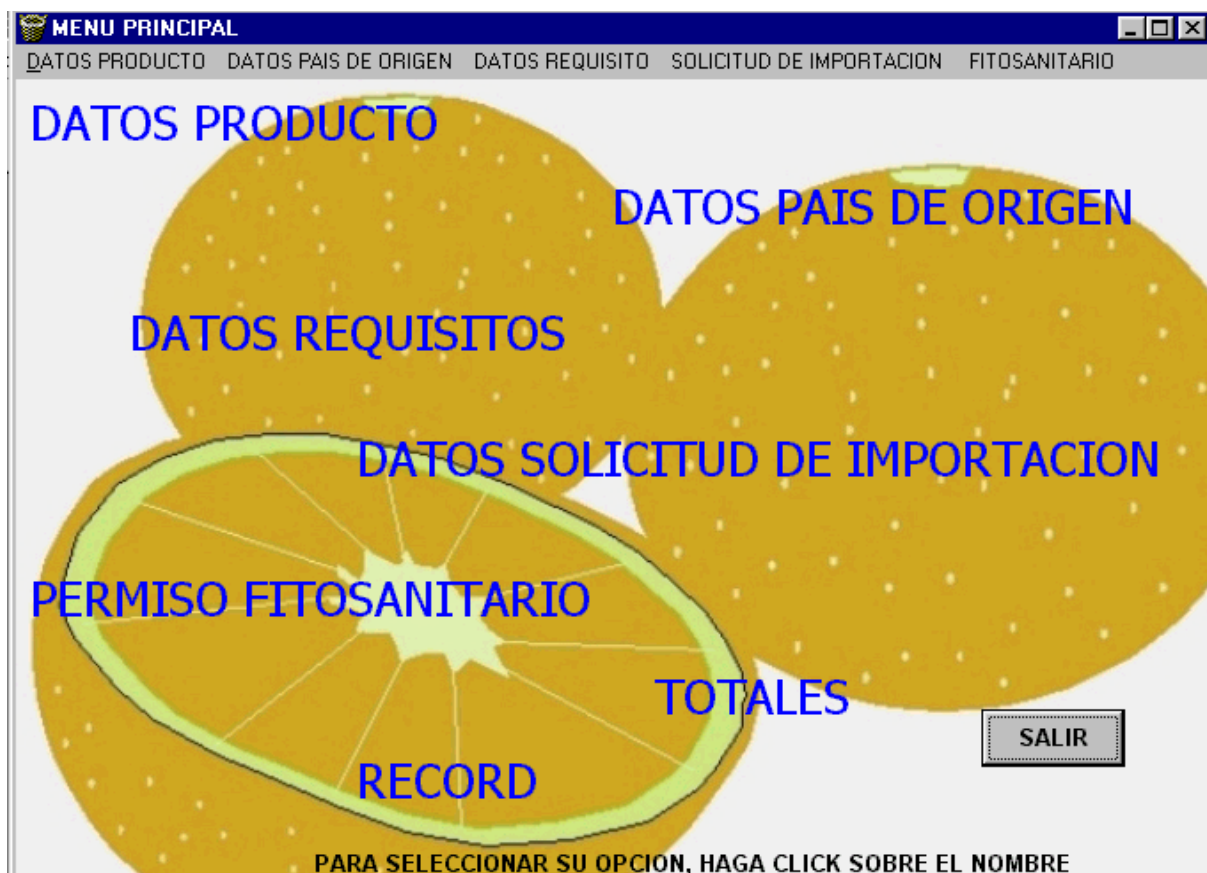 MENU PRINCIPAL
DATOS PRODUCTO DATOS PAIS DE ORIGEN DATOS REQUISITO SOLICITUD DE IMPORTACION FITOSANITARIO
DATOS PRODUCTO
DATOS PAIS DE ORIGEN
DATOS REQUISITOS
DATOS SOLICITUD DE IMPORTACION
PERMISO FITOSANITARIO
TOTALES
SALIR
RECORD
PARA SELECCIONAR SU OPCION, HAGA CLICK SOBRE EL NOMBRE